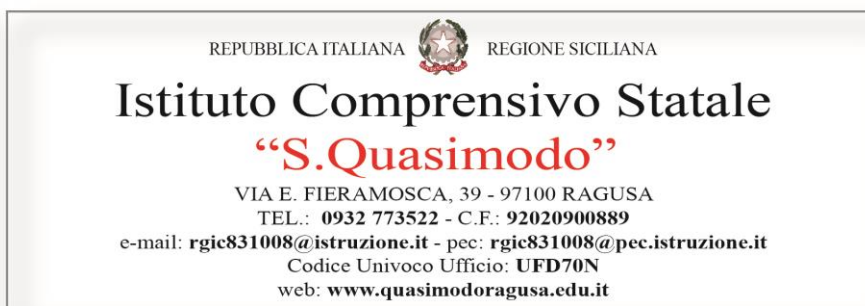 REPUBBLICA ITALIANA REGIONE SICILIANA
Istituto Comprensivo Statale
“S.Quasimodo”
VIA E. FIERAMOSCA, 39 - 97100 RAGUSA
TEL.: 0932 773522 - C.F.: 92020900889
e-mail: rgic831008@istruzione.it - pec: rgic831008@pec.istruzione.it
Codice Univoco Ufficio: UFD70N
web: www.quasimodoragusa.edu.it